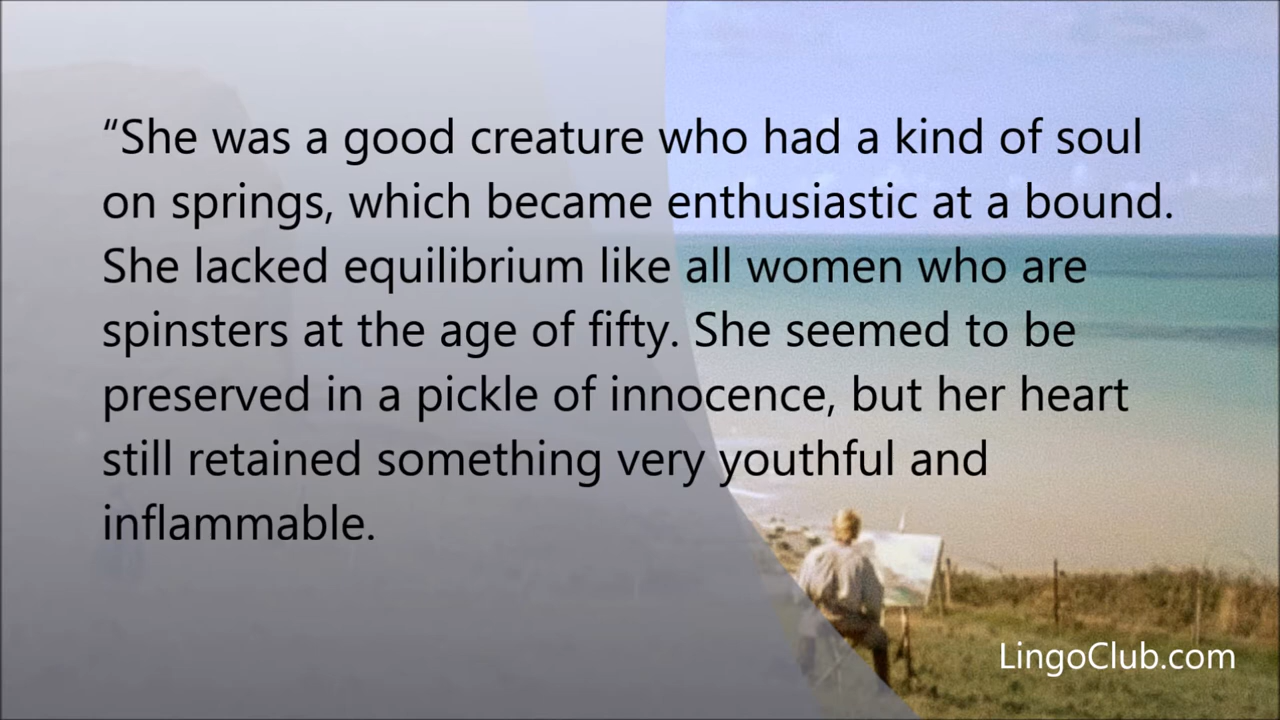 “She was a good creature who had a kind of soul
on springs, which became enthusiastic at a bound.
She lacked equilibrium like all women who are
spinsters at the age of fifty. She seemed to be
preserved in a pickle of innocence, but her heart
still retained something very youthful and
inflammable.
LingoClub.com